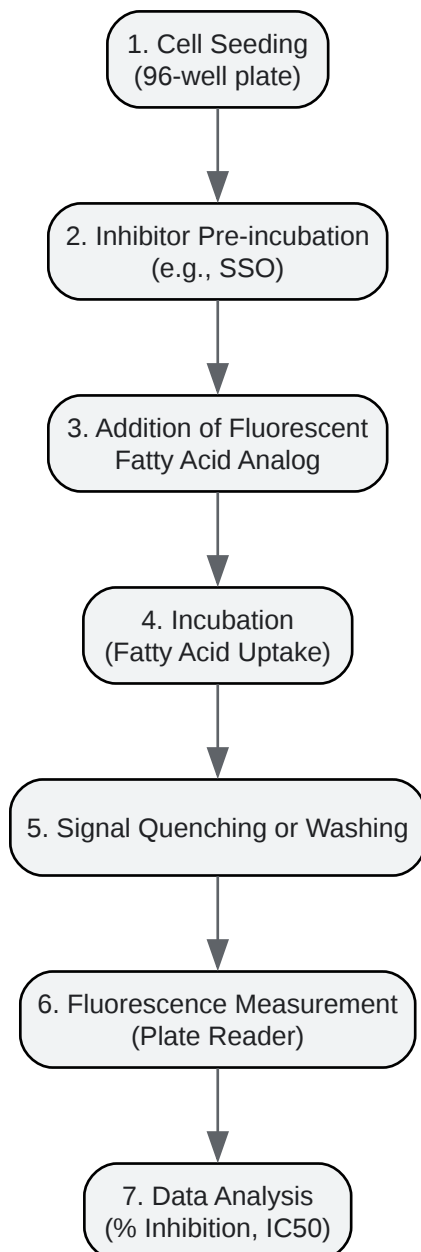 1. Cell Seeding
(96-well plate)
2. Inhibitor Pre-incubation
(e.g., SSO)
3. Addition of Fluorescent
Fatty Acid Analog
4. Incubation
(Fatty Acid Uptake)
5. Signal Quenching or Washing
6. Fluorescence Measurement
(Plate Reader)
7. Data Analysis
(% Inhibition, IC50)